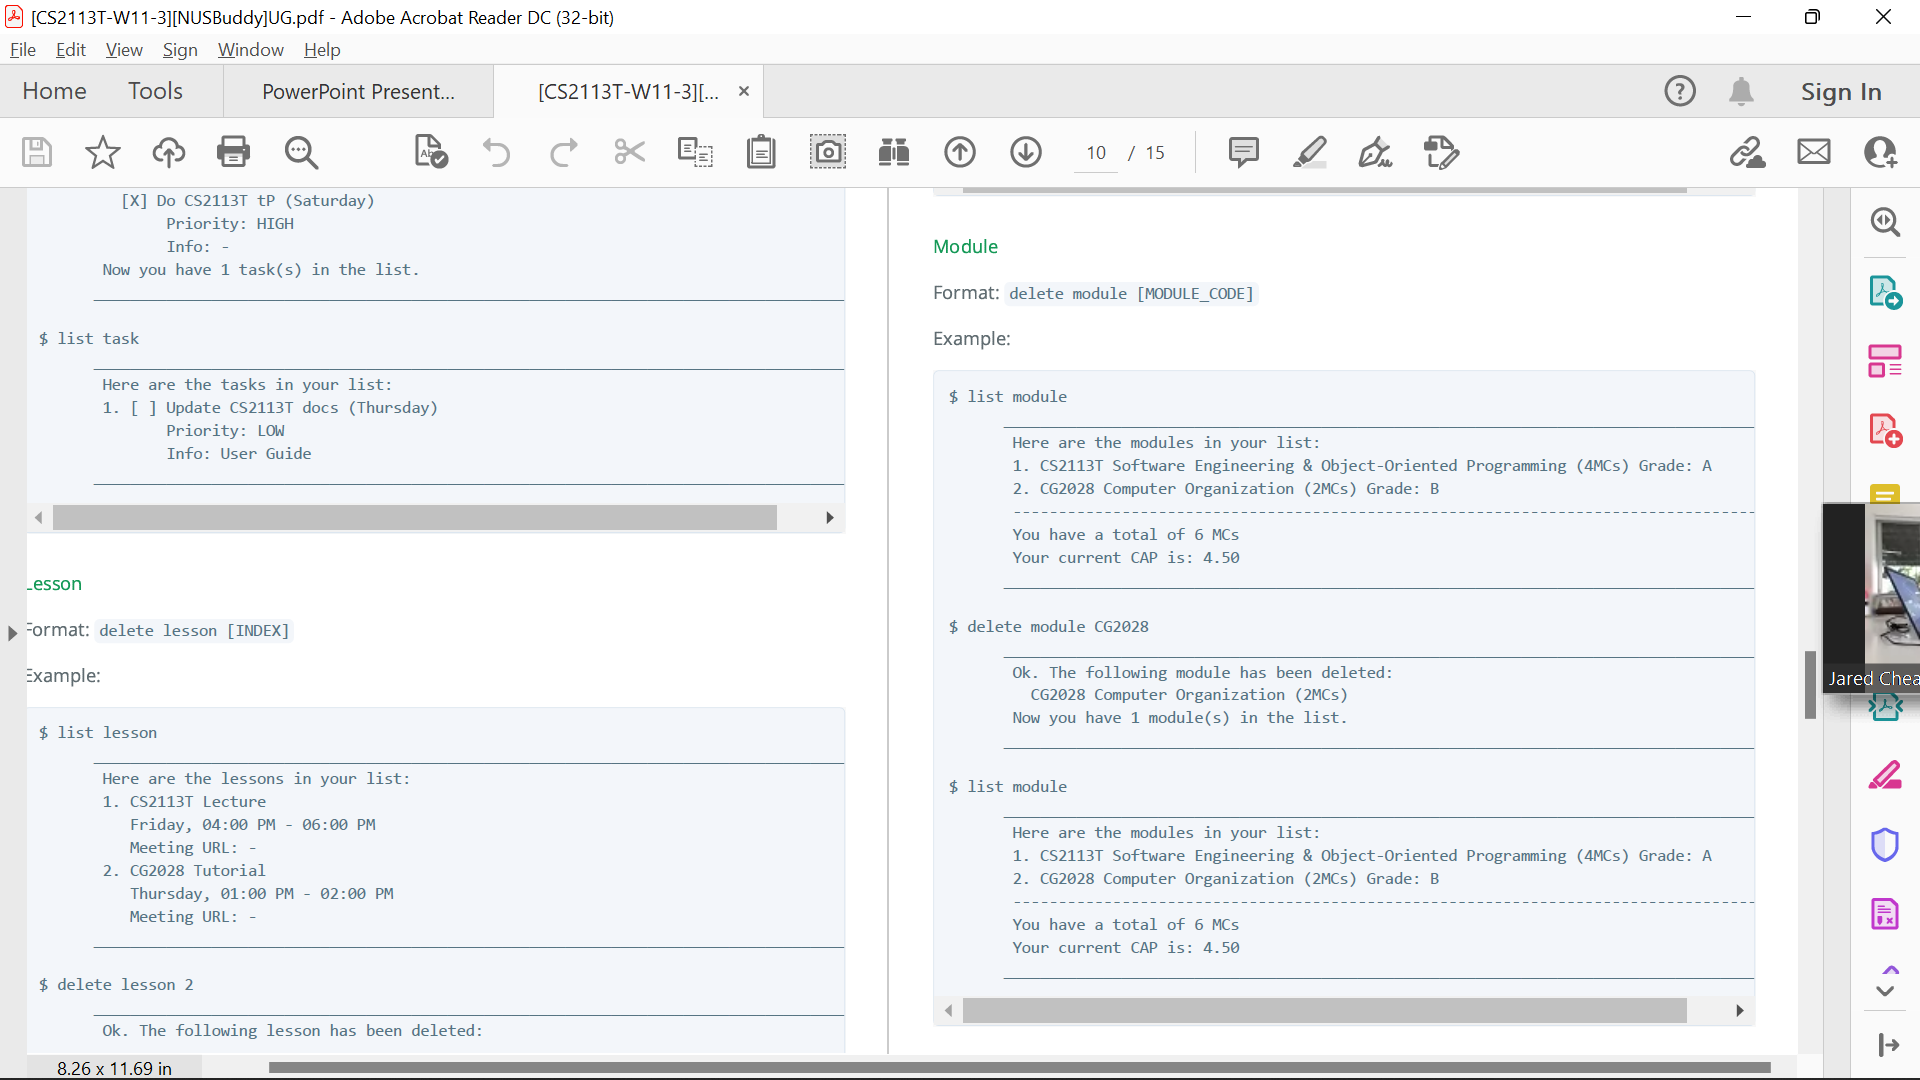 [CS2113T-W11-3][NUSBuddy]UG.pdf - Adobe Acrobat Reader DC (32-bit)
File Edit View Sign Window Help
Home Tools PowerPoint Present... [CS2113T-W11-3][... × Sign In
10 / 15
[X] Do CS2113T tP (Saturday)
Priority: HIGH
Info: -
Now you have 1 task(s) in the list.
$ list task
Here are the tasks in your list:
1. [ ] Update CS2113T docs (Thursday)
Priority: LOW
Info: User Guide
Lesson
Format: delete lesson [INDEX]
Example:
$ list lesson
Here are the lessons in your list:
1. CS2113T Lecture
Friday, 04:00 PM - 06:00 PM
Meeting URL: -
2. CG2028 Tutorial
Thursday, 01:00 PM - 02:00 PM
Meeting URL: -
$ delete lesson 2
Ok. The following lesson has been deleted:
Module
Format: delete module [MODULE_CODE]
Example:
$ list module
Here are the modules in your list:
1. CS2113T Software Engineering & Object-Oriented Programming (4MCs) Grade: A
2. CG2028 Computer Organization (2MCs) Grade: B
You have a total of 6 MCs
Your current CAP is: 4.50
$ delete module CG2028
Ok. The following module has been deleted:
CG2028 Computer Organization (2MCs)
Now you have 1 module(s) in the list.
$ list module
Here are the modules in your list:
1. CS2113T Software Engineering & Object-Oriented Programming (4MCs) Grade: A
2. CG2028 Computer Organization (2MCs) Grade: B
You have a total of 6 MCs
Your current CAP is: 4.50
Jared Chea
8.26 x 11.69 in